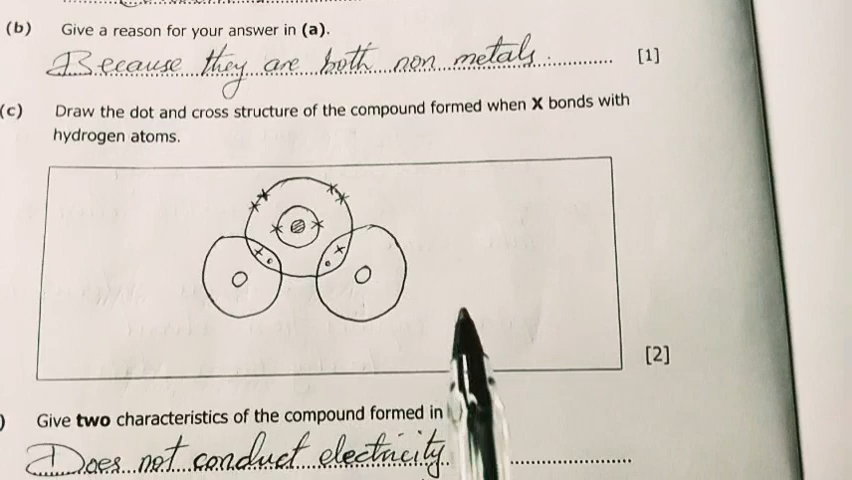 (b) Give a reason for your answer in (a).
Because they are both non metals. [1]
(c) Draw the dot and cross structure of the compound formed when X bonds with
hydrogen atoms.
[2]
) Give two characteristics of the compound formed in
Does not conduct electricity.